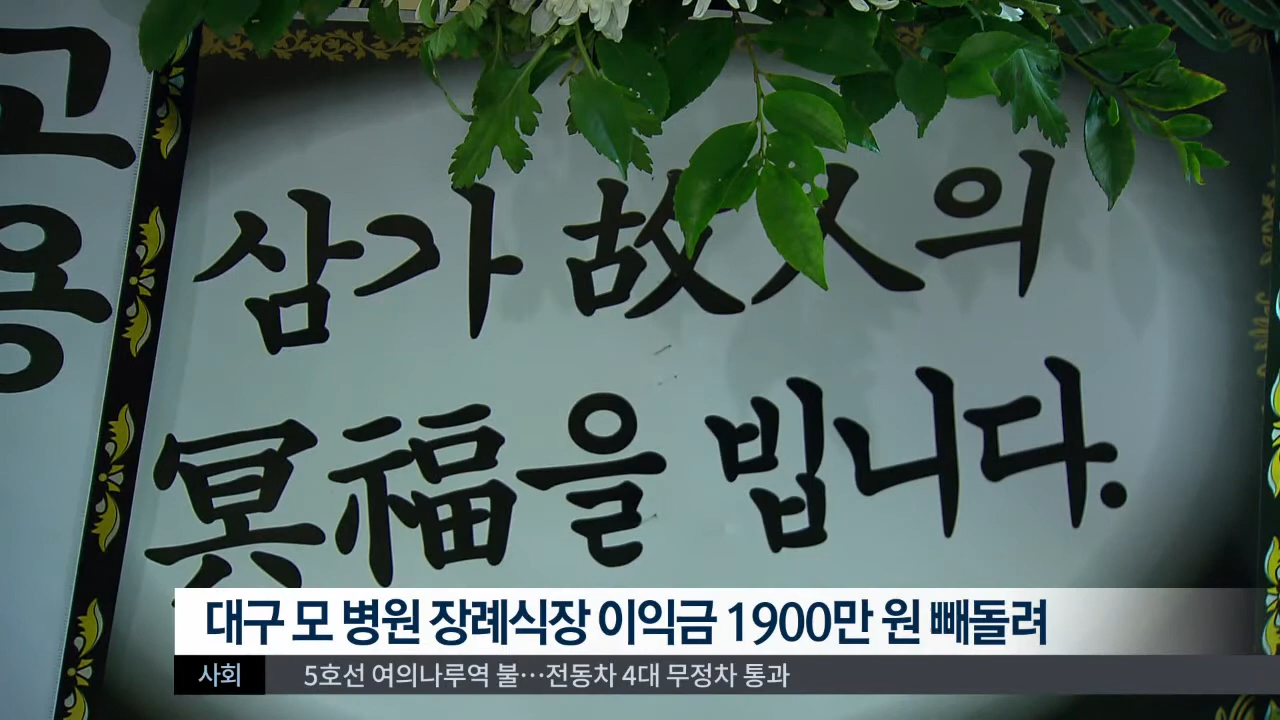 고용
삼가 故人의
冥福을 빕니다.
대구 모 병원 장례식장 이익금 1900만 원 빼돌려
사회
5호선 여의나루역 불…전동차 4대 무정차 통과